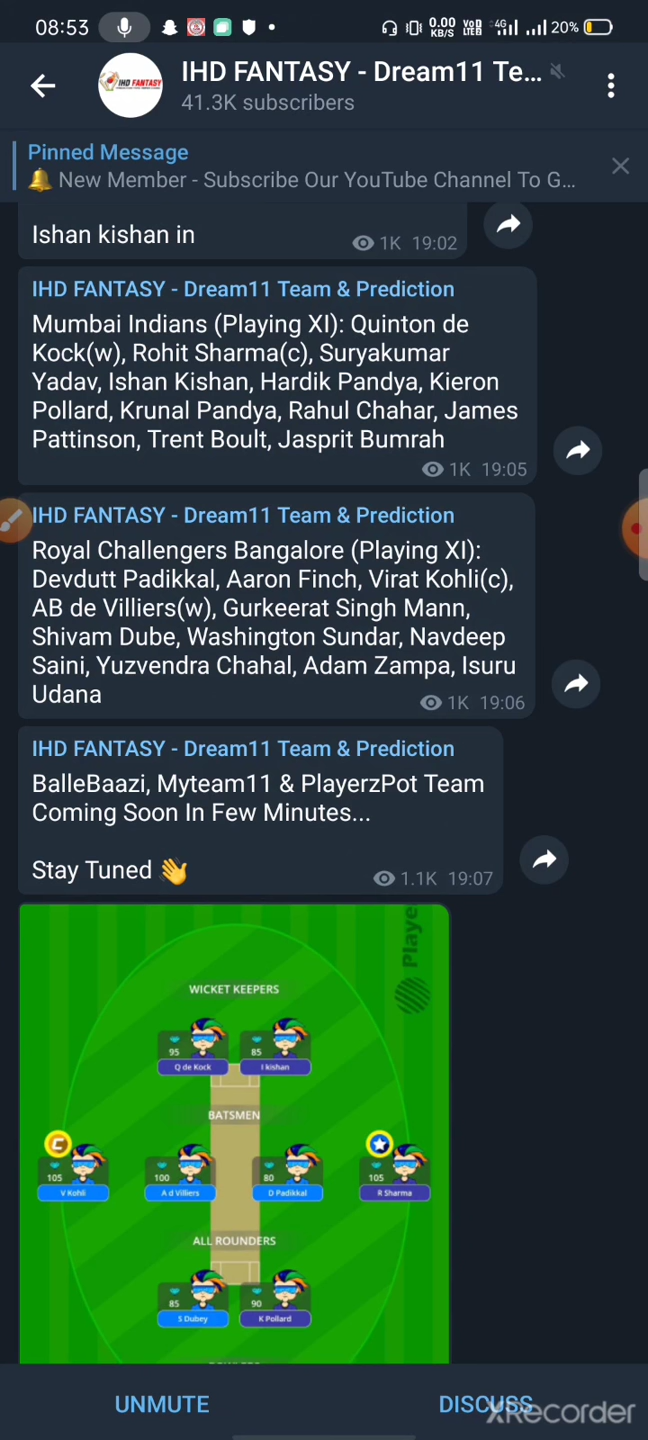 08:53
0.00 KB/S VoD LTE 4G 20%
IHD FANTASY - Dream11 Te...
41.3K subscribers
Pinned Message
🔔 New Member - Subscribe Our YouTube Channel To G...
Ishan kishan in
1K 19:02
IHD FANTASY - Dream11 Team & Prediction
Mumbai Indians (Playing XI): Quinton de
Kock(w), Rohit Sharma(c), Suryakumar
Yadav, Ishan Kishan, Hardik Pandya, Kieron
Pollard, Krunal Pandya, Rahul Chahar, James
Pattinson, Trent Boult, Jasprit Bumrah
1K 19:05
IHD FANTASY - Dream11 Team & Prediction
Royal Challengers Bangalore (Playing XI):
Devdutt Padikkal, Aaron Finch, Virat Kohli(c),
AB de Villiers(w), Gurkeerat Singh Mann,
Shivam Dube, Washington Sundar, Navdeep
Saini, Yuzvendra Chahal, Adam Zampa, Isuru
Udana
1K 19:06
IHD FANTASY - Dream11 Team & Prediction
BalleBaazi, Myteam11 & PlayerzPot Team
Coming Soon In Few Minutes...
Stay Tuned 👋
1.1K 19:07
Playe
WICKET KEEPERS
95 85
Q de Kock I kishan
BATSMEN
C
105 100 80 105
V Kohli A d Villiers D Padikkal R Sharma
ALL ROUNDERS
85 90
S Dubey K Pollard
UNMUTE DISCUSS
XRecorder